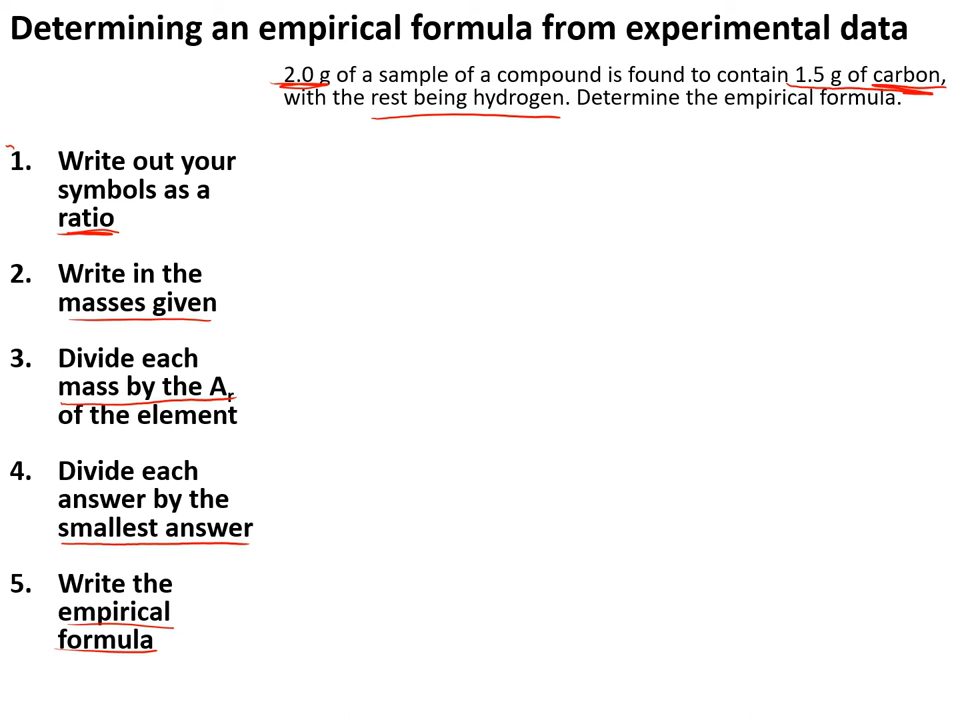 Determining an empirical formula from experimental data
2.0 g of a sample of a compound is found to contain 1.5 g of carbon,
with the rest being hydrogen. Determine the empirical formula.
1. Write out your
symbols as a
ratio
2. Write in the
masses given
3. Divide each
mass by the Ar
of the element
4. Divide each
answer by the
smallest answer
5. Write the
empirical
formula